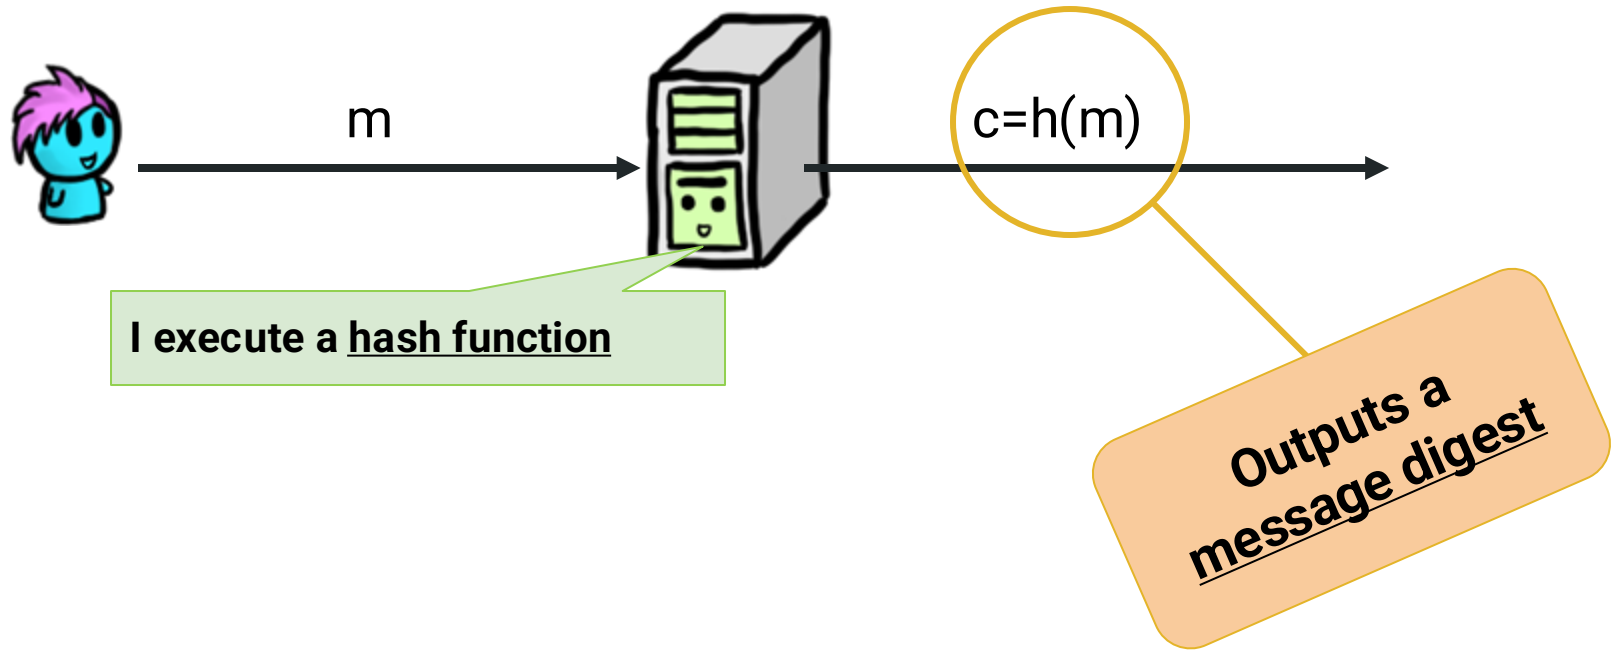 m
c=h(m)
I execute a hash function
Outputs a
message digest